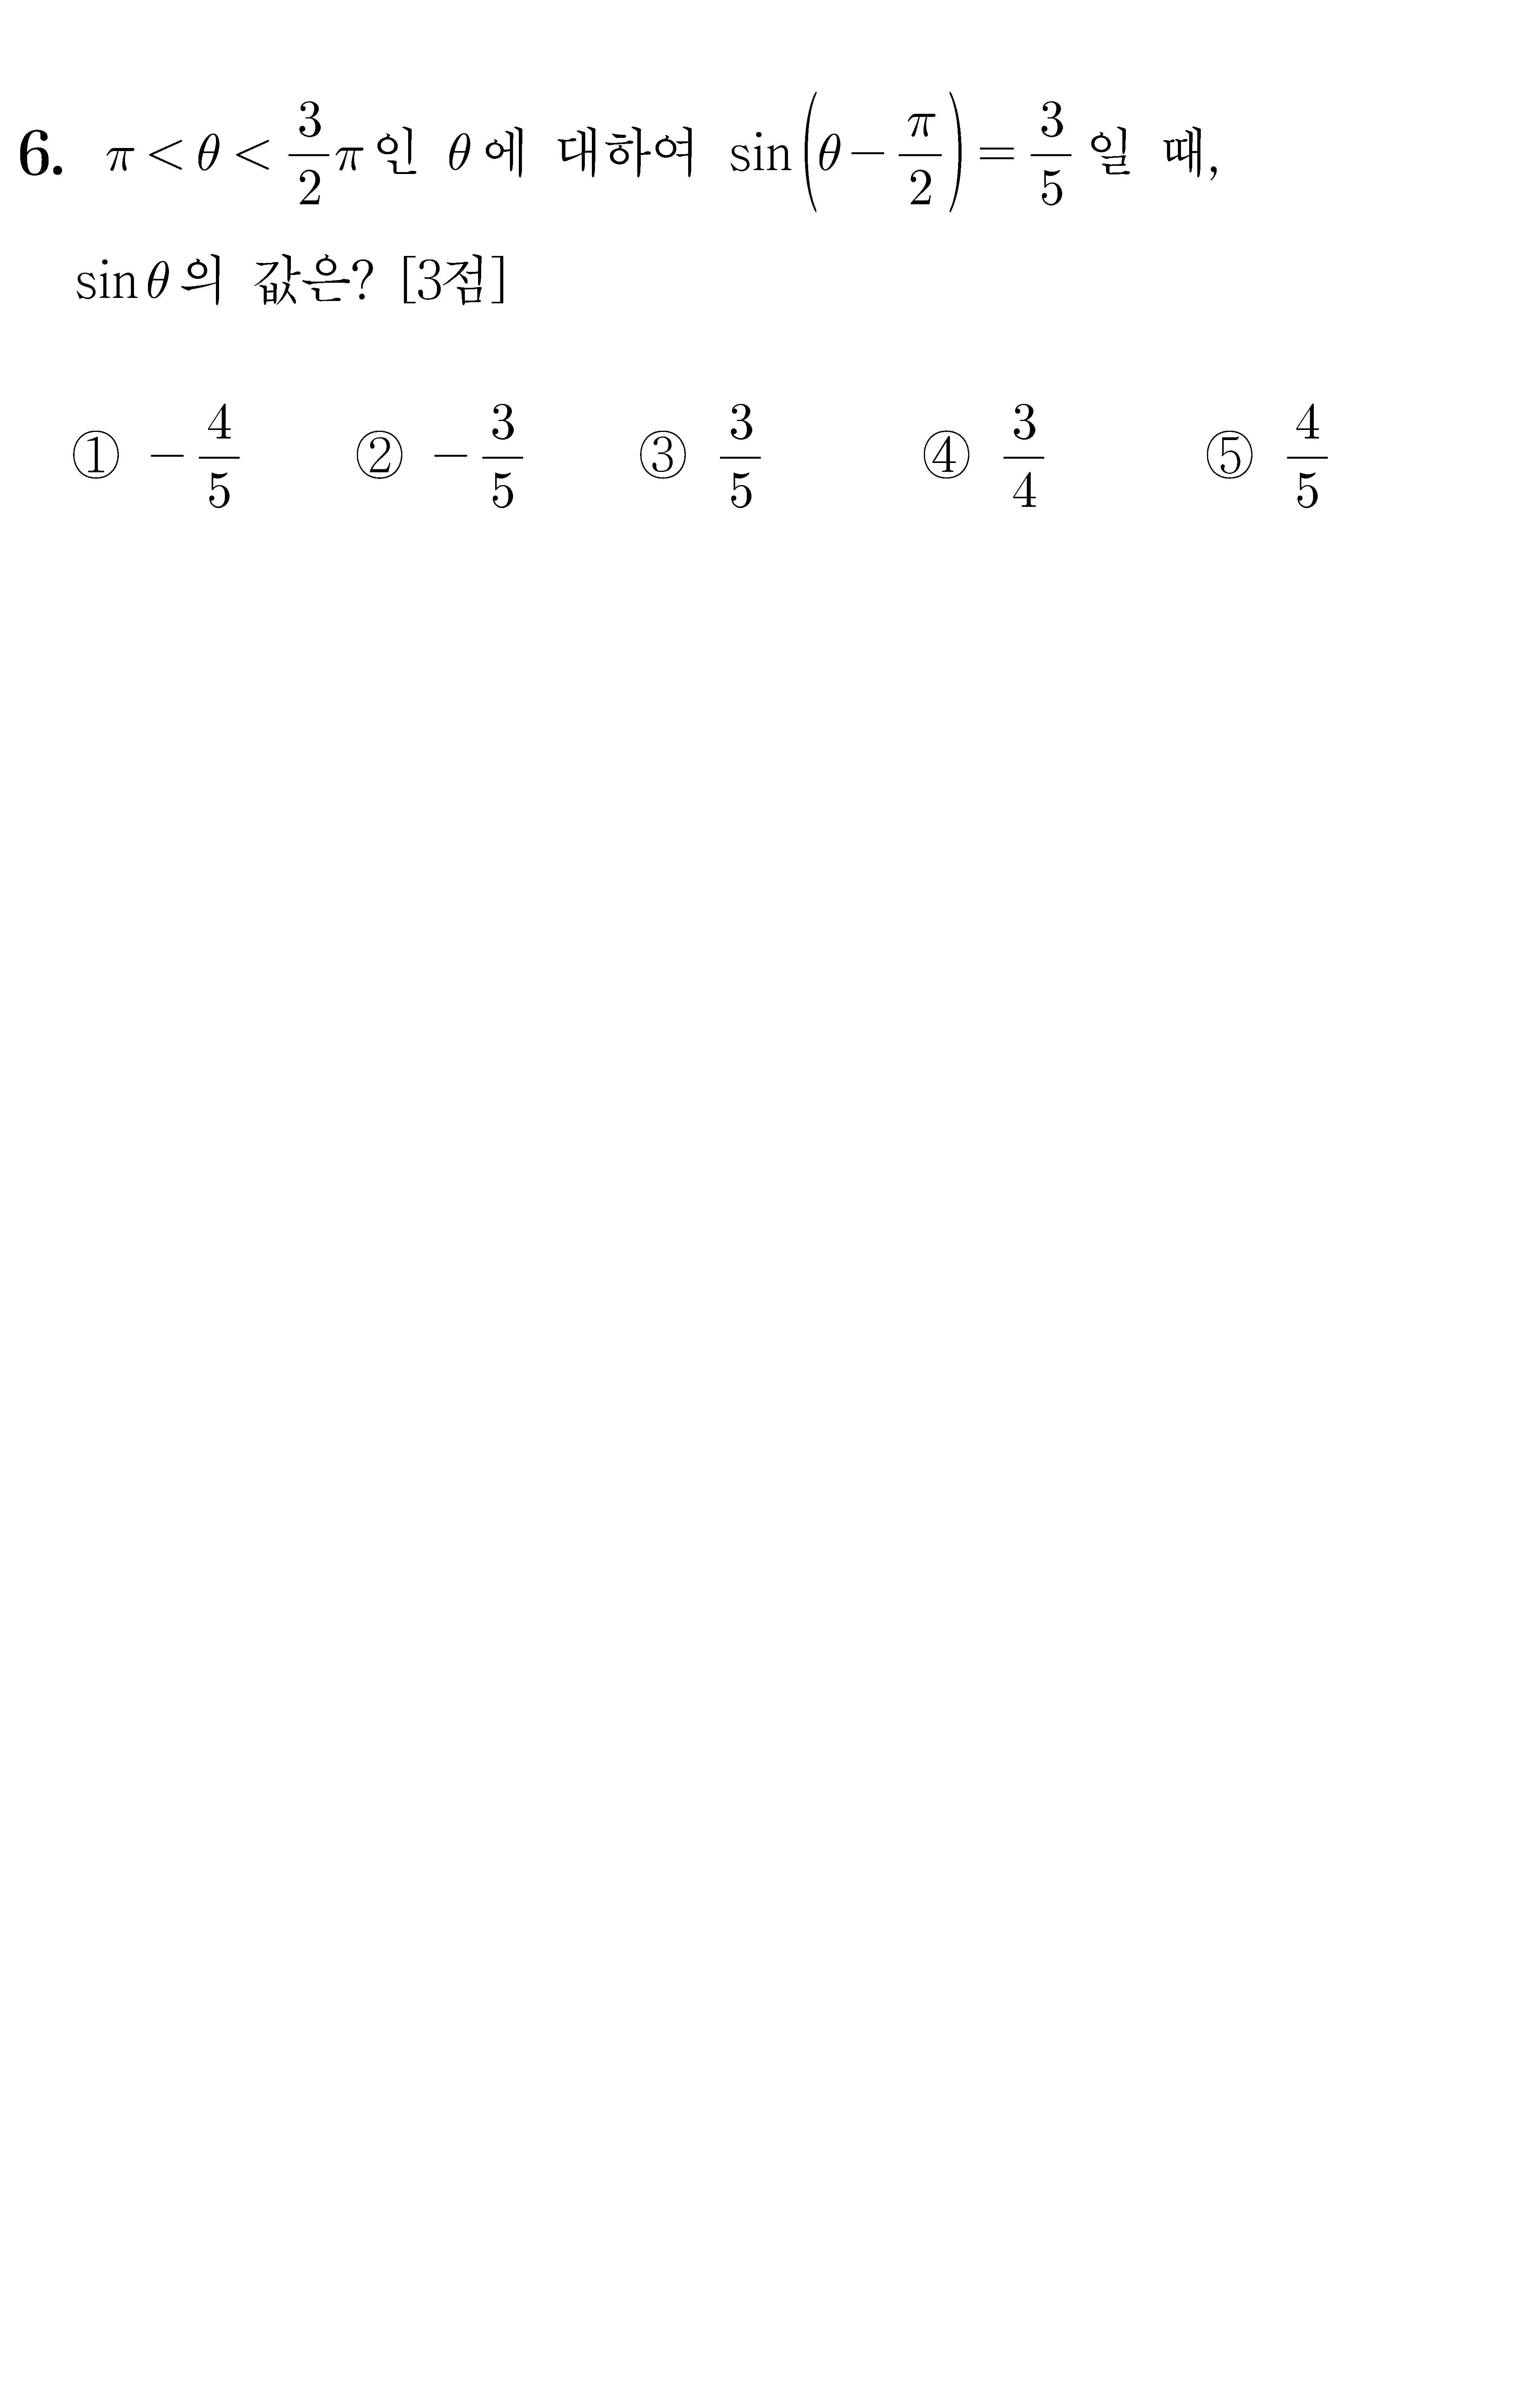 6. π < θ < 3/2 π인 θ에 대하여 sin(θ − π/2) = 3/5 일 때,
sinθ의 값은? [3점]
① −4/5 ② −3/5 ③ 3/5 ④ 3/4 ⑤ 4/5